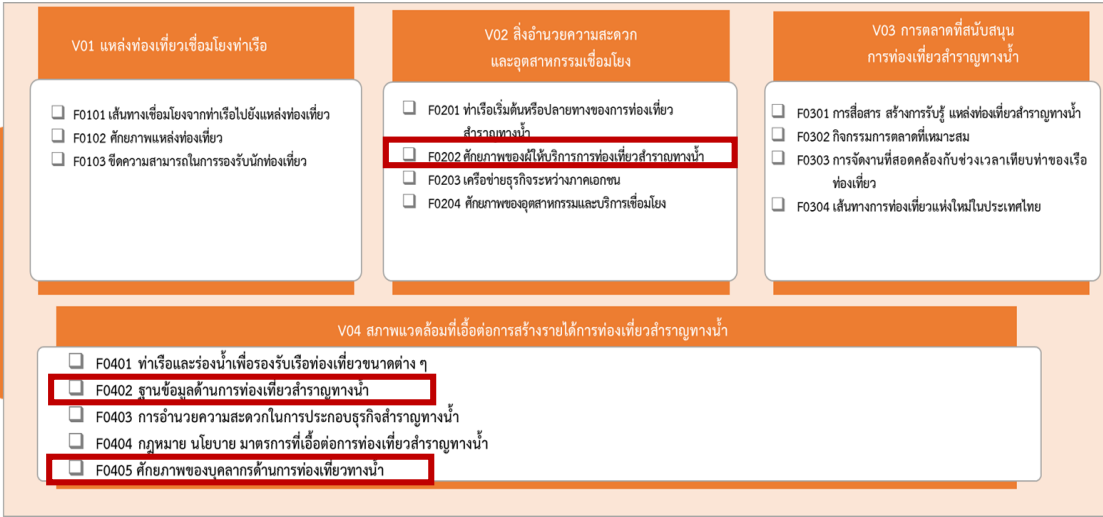 V01 แหล่งท่องเที่ยวเชื่อมโยงท่าเรือ
F0101 เส้นทางเชื่อมโยงจากท่าเรือไปยังแหล่งท่องเที่ยว
F0102 ศักยภาพแหล่งท่องเที่ยว
F0103 ขีดความสามารถในการรองรับนักท่องเที่ยว
V02 สิ่งอำนวยความสะดวก
และอุตสาหกรรมเชื่อมโยง
F0201 ท่าเรือเริ่มต้นหรือปลายทางของการท่องเที่ยว
สำราญทางน้ำ
F0202 ศักยภาพของผู้ให้บริการการท่องเที่ยวสำราญทางน้ำ
F0203 เครือข่ายธุรกิจระหว่างภาคเอกชน
F0204 ศักยภาพของอุตสาหกรรมและบริการเชื่อมโยง
V03 การตลาดที่สนับสนุน
การท่องเที่ยวสำราญทางน้ำ
F0301 การสื่อสาร สร้างการรับรู้ แหล่งท่องเที่ยวสำราญทางน้ำ
F0302 กิจกรรมการตลาดที่เหมาะสม
F0303 การจัดงานที่สอดคล้องกับช่วงเวลาเทียบท่าของเรือ
ท่องเที่ยว
F0304 เส้นทางการท่องเที่ยวแห่งใหม่ในประเทศไทย
V04 สภาพแวดล้อมที่เอื้อต่อการสร้างรายได้การท่องเที่ยวสำราญทางน้ำ
F0401 ท่าเรือและร่องน้ำเพื่อรองรับเรือท่องเที่ยวขนาดต่าง ๆ
F0402 ฐานข้อมูลด้านการท่องเที่ยวสำราญทางน้ำ
F0403 การอำนวยความสะดวกในการประกอบธุรกิจสำราญทางน้ำ
F0404 กฎหมาย นโยบาย มาตรการที่เอื้อต่อการท่องเที่ยวสำราญทางน้ำ
F0405 ศักยภาพของบุคลากรด้านการท่องเที่ยวทางน้ำ